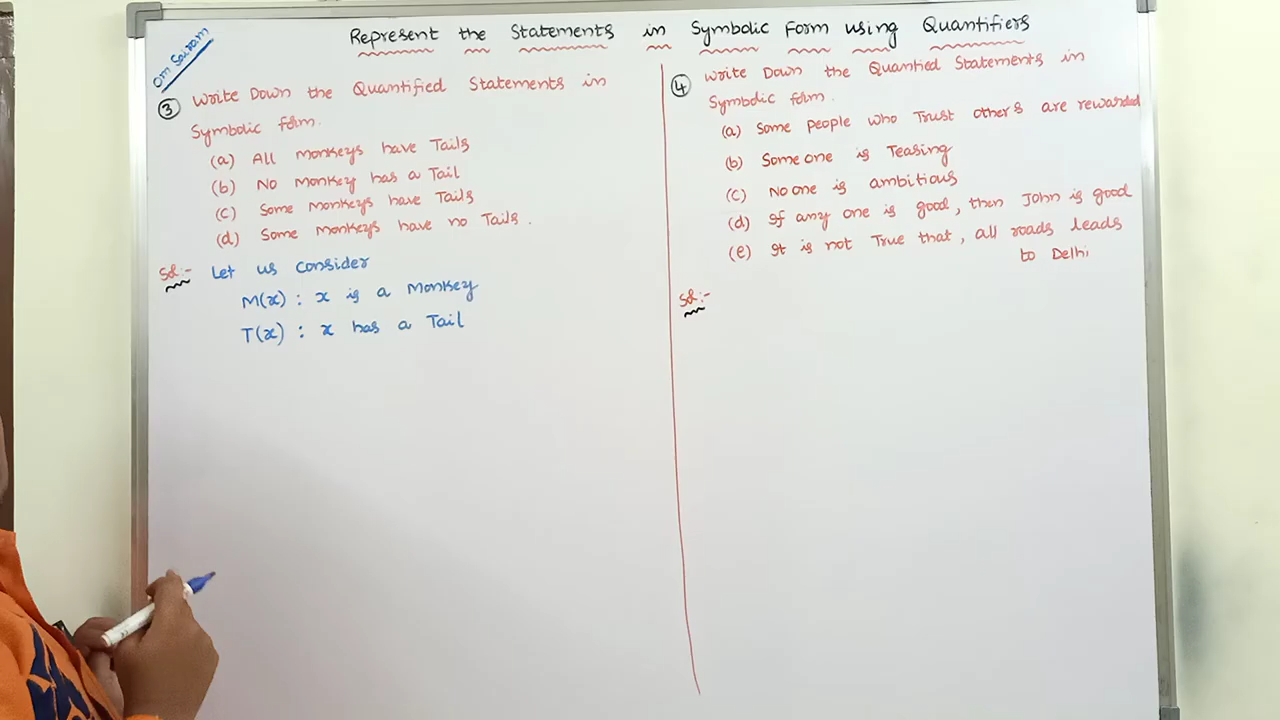 Om Sairam
Represent the Statements in Symbolic Form using Quantifiers
③ Write Down the Quantified Statements in
Symbolic form.
(a) All monkeys have Tails
(b) No monkey has a Tail
(c) Some monkeys have Tails
(d) Some monkeys have no Tails.
Sol:- Let us consider
M(x) : x is a monkey
T(x) : x has a Tail
④ Write Down the Quantied Statements in
Symbolic form.
(a) Some people who Trust others are rewarded
(b) Some one is Teasing
(c) No one is ambitious
(d) If any one is good, then John is good
(e) It is not True that, all roads leads
to Delhi
Sol:-